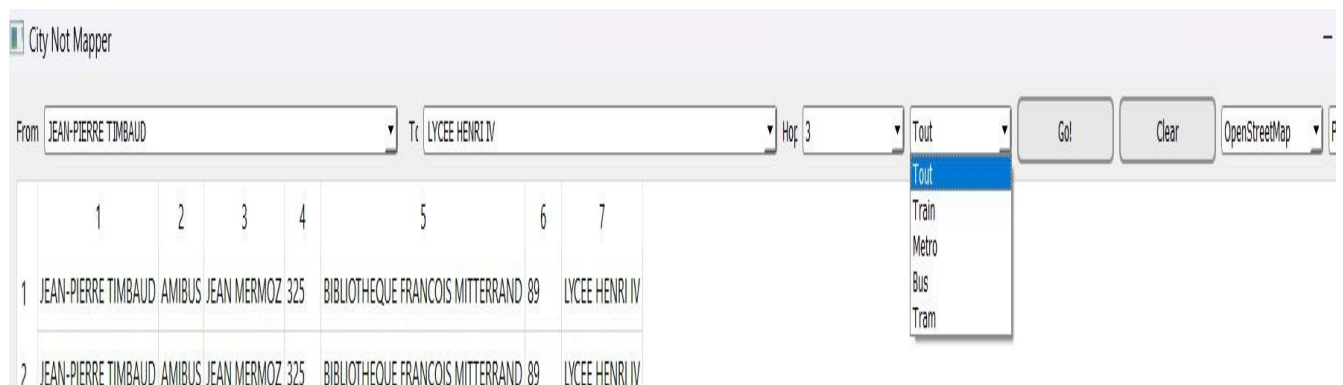 City Not Mapper
From JEAN-PIERRE TIMBAUD Tc LYCEE HENRI IV Hop 3 Tout Go! Clear OpenStreetMap
Tout
Train
Metro
Bus
Tram
1 2 3 4 5 6 7
1 JEAN-PIERRE TIMBAUD AMIBUS JEAN MERMOZ 325 BIBLIOTHEQUE FRANCOIS MITTERRAND 89 LYCEE HENRI IV
2 JEAN-PIERRE TIMBAUD AMIBUS JEAN MERMOZ 325 BIBLIOTHEQUE FRANCOIS MITTERRAND 89 LYCEE HENRI IV